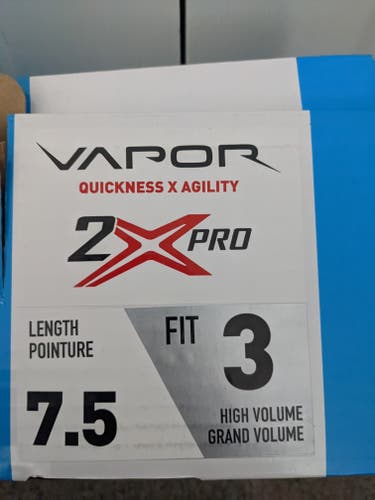 VAPOR
QUICKNESS X AGILITY
2X PRO
LENGTH
POINTURE
7.5
FIT 3
HIGH VOLUME
GRAND VOLUME